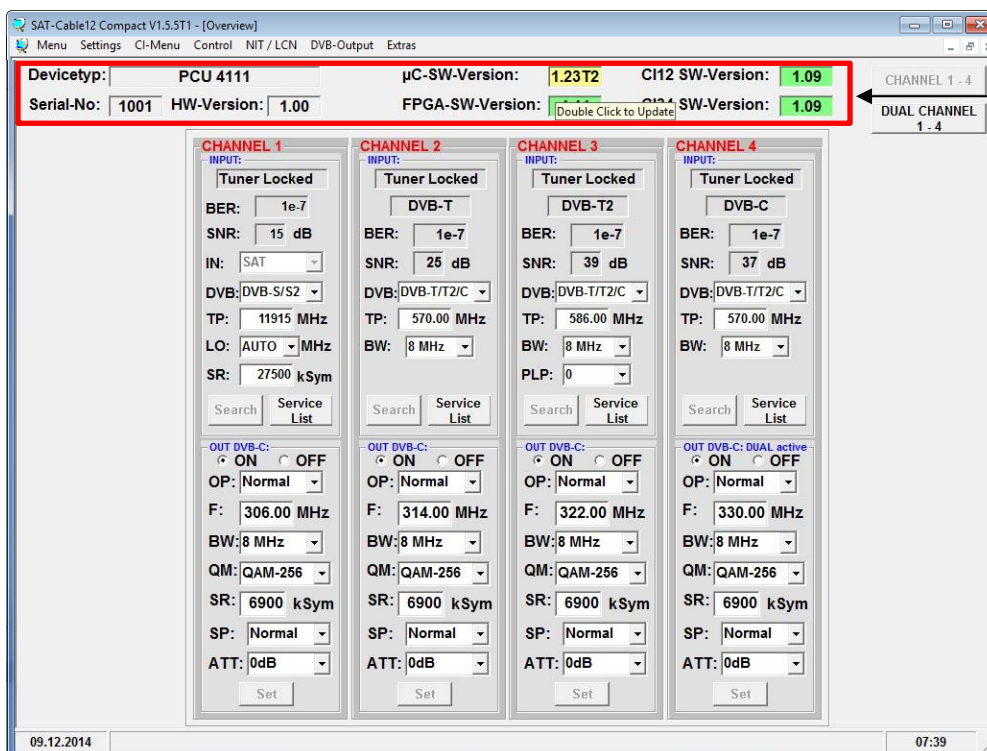 SAT-Cable12 Compact V1.5.5T1 - [Overview]
Menu Settings CI-Menu Control NIT / LCN DVB-Output Extras
Devicetyp: PCU 4111 µC-SW-Version: 1.23T2 CI12 SW-Version: 1.09
Serial-No: 1001 HW-Version: 1.00 FPGA-SW-Version: SW-Version: 1.09
Double Click to Update
CHANNEL 1 - 4
DUAL CHANNEL
1 - 4
CHANNEL 1
INPUT:
Tuner Locked
BER: 1e-7
SNR: 15 dB
IN: SAT
DVB: DVB-S/S2
TP: 11915 MHz
LO: AUTO MHz
SR: 27500 kSym
Search Service
List
OUT DVB-C:
ON OFF
OP: Normal
F: 306.00 MHz
BW: 8 MHz
QM: QAM-256
SR: 6900 kSym
SP: Normal
ATT: 0dB
Set
CHANNEL 2
INPUT:
Tuner Locked
DVB-T
BER: 1e-7
SNR: 25 dB
DVB: DVB-T/T2/C
TP: 570.00 MHz
BW: 8 MHz
Search Service
List
OUT DVB-C:
ON OFF
OP: Normal
F: 314.00 MHz
BW: 8 MHz
QM: QAM-256
SR: 6900 kSym
SP: Normal
ATT: 0dB
Set
CHANNEL 3
INPUT:
Tuner Locked
DVB-T2
BER: 1e-7
SNR: 39 dB
DVB: DVB-T/T2/C
TP: 586.00 MHz
BW: 8 MHz
PLP: 0
Search Service
List
OUT DVB-C:
ON OFF
OP: Normal
F: 322.00 MHz
BW: 8 MHz
QM: QAM-256
SR: 6900 kSym
SP: Normal
ATT: 0dB
Set
CHANNEL 4
INPUT:
Tuner Locked
DVB-C
BER: 1e-7
SNR: 37 dB
DVB: DVB-T/T2/C
TP: 570.00 MHz
BW: 8 MHz
Search Service
List
OUT DVB-C: DUAL active
ON OFF
OP: Normal
F: 330.00 MHz
BW: 8 MHz
QM: QAM-256
SR: 6900 kSym
SP: Normal
ATT: 0dB
Set
09.12.2014 07:39